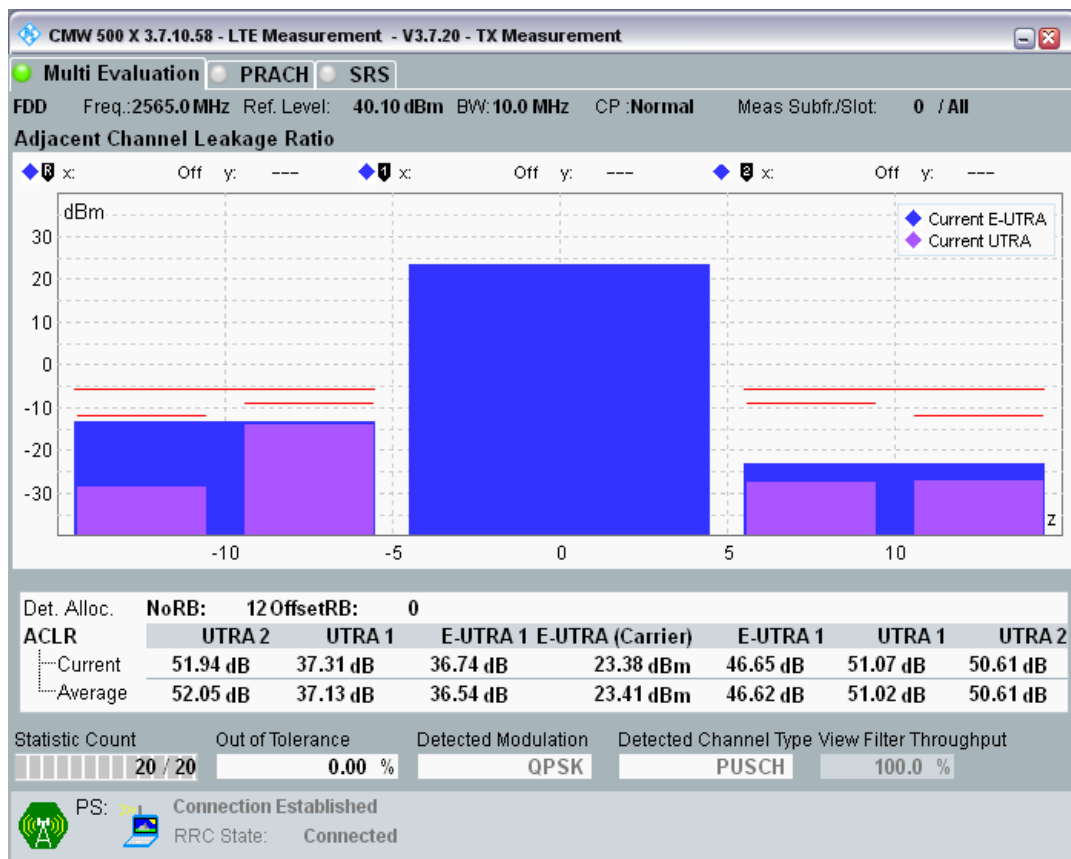 CMW 500 X 3.7.10.58 - LTE Measurement - V3.7.20 - TX Measurement
Multi Evaluation PRACH SRS
FDD Freq.:2565.0 MHz Ref. Level: 40.10 dBm BW: 10.0 MHz CP :Normal Meas Subfr./Slot: 0 / All
Adjacent Channel Leakage Ratio
R x: Off y: --- 1 x: Off y: --- 2 x: Off y: ---
dBm
Current E-UTRA
Current UTRA
30
20
10
0
-10
-20
-30
z
-10 -5 0 5 10
Det. Alloc. NoRB: 12 OffsetRB: 0
ACLR UTRA 2 UTRA 1 E-UTRA 1 E-UTRA (Carrier) E-UTRA 1 UTRA 1 UTRA 2
Current 51.94 dB 37.31 dB 36.74 dB 23.38 dBm 46.65 dB 51.07 dB 50.61 dB
Average 52.05 dB 37.13 dB 36.54 dB 23.41 dBm 46.62 dB 51.02 dB 50.61 dB
Statistic Count Out of Tolerance Detected Modulation Detected Channel Type View Filter Throughput
20 / 20 0.00 % QPSK PUSCH 100.0 %
PS: Connection Established
RRC State: Connected